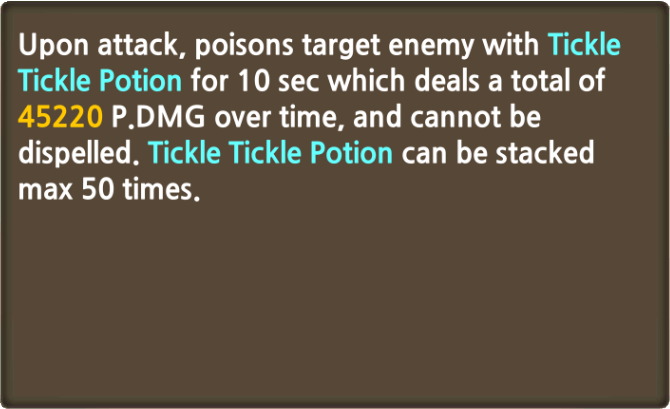 Upon attack, poisons target enemy with Tickle
Tickle Potion for 10 sec which deals a total of
45220 P.DMG over time, and cannot be
dispelled. Tickle Tickle Potion can be stacked
max 50 times.